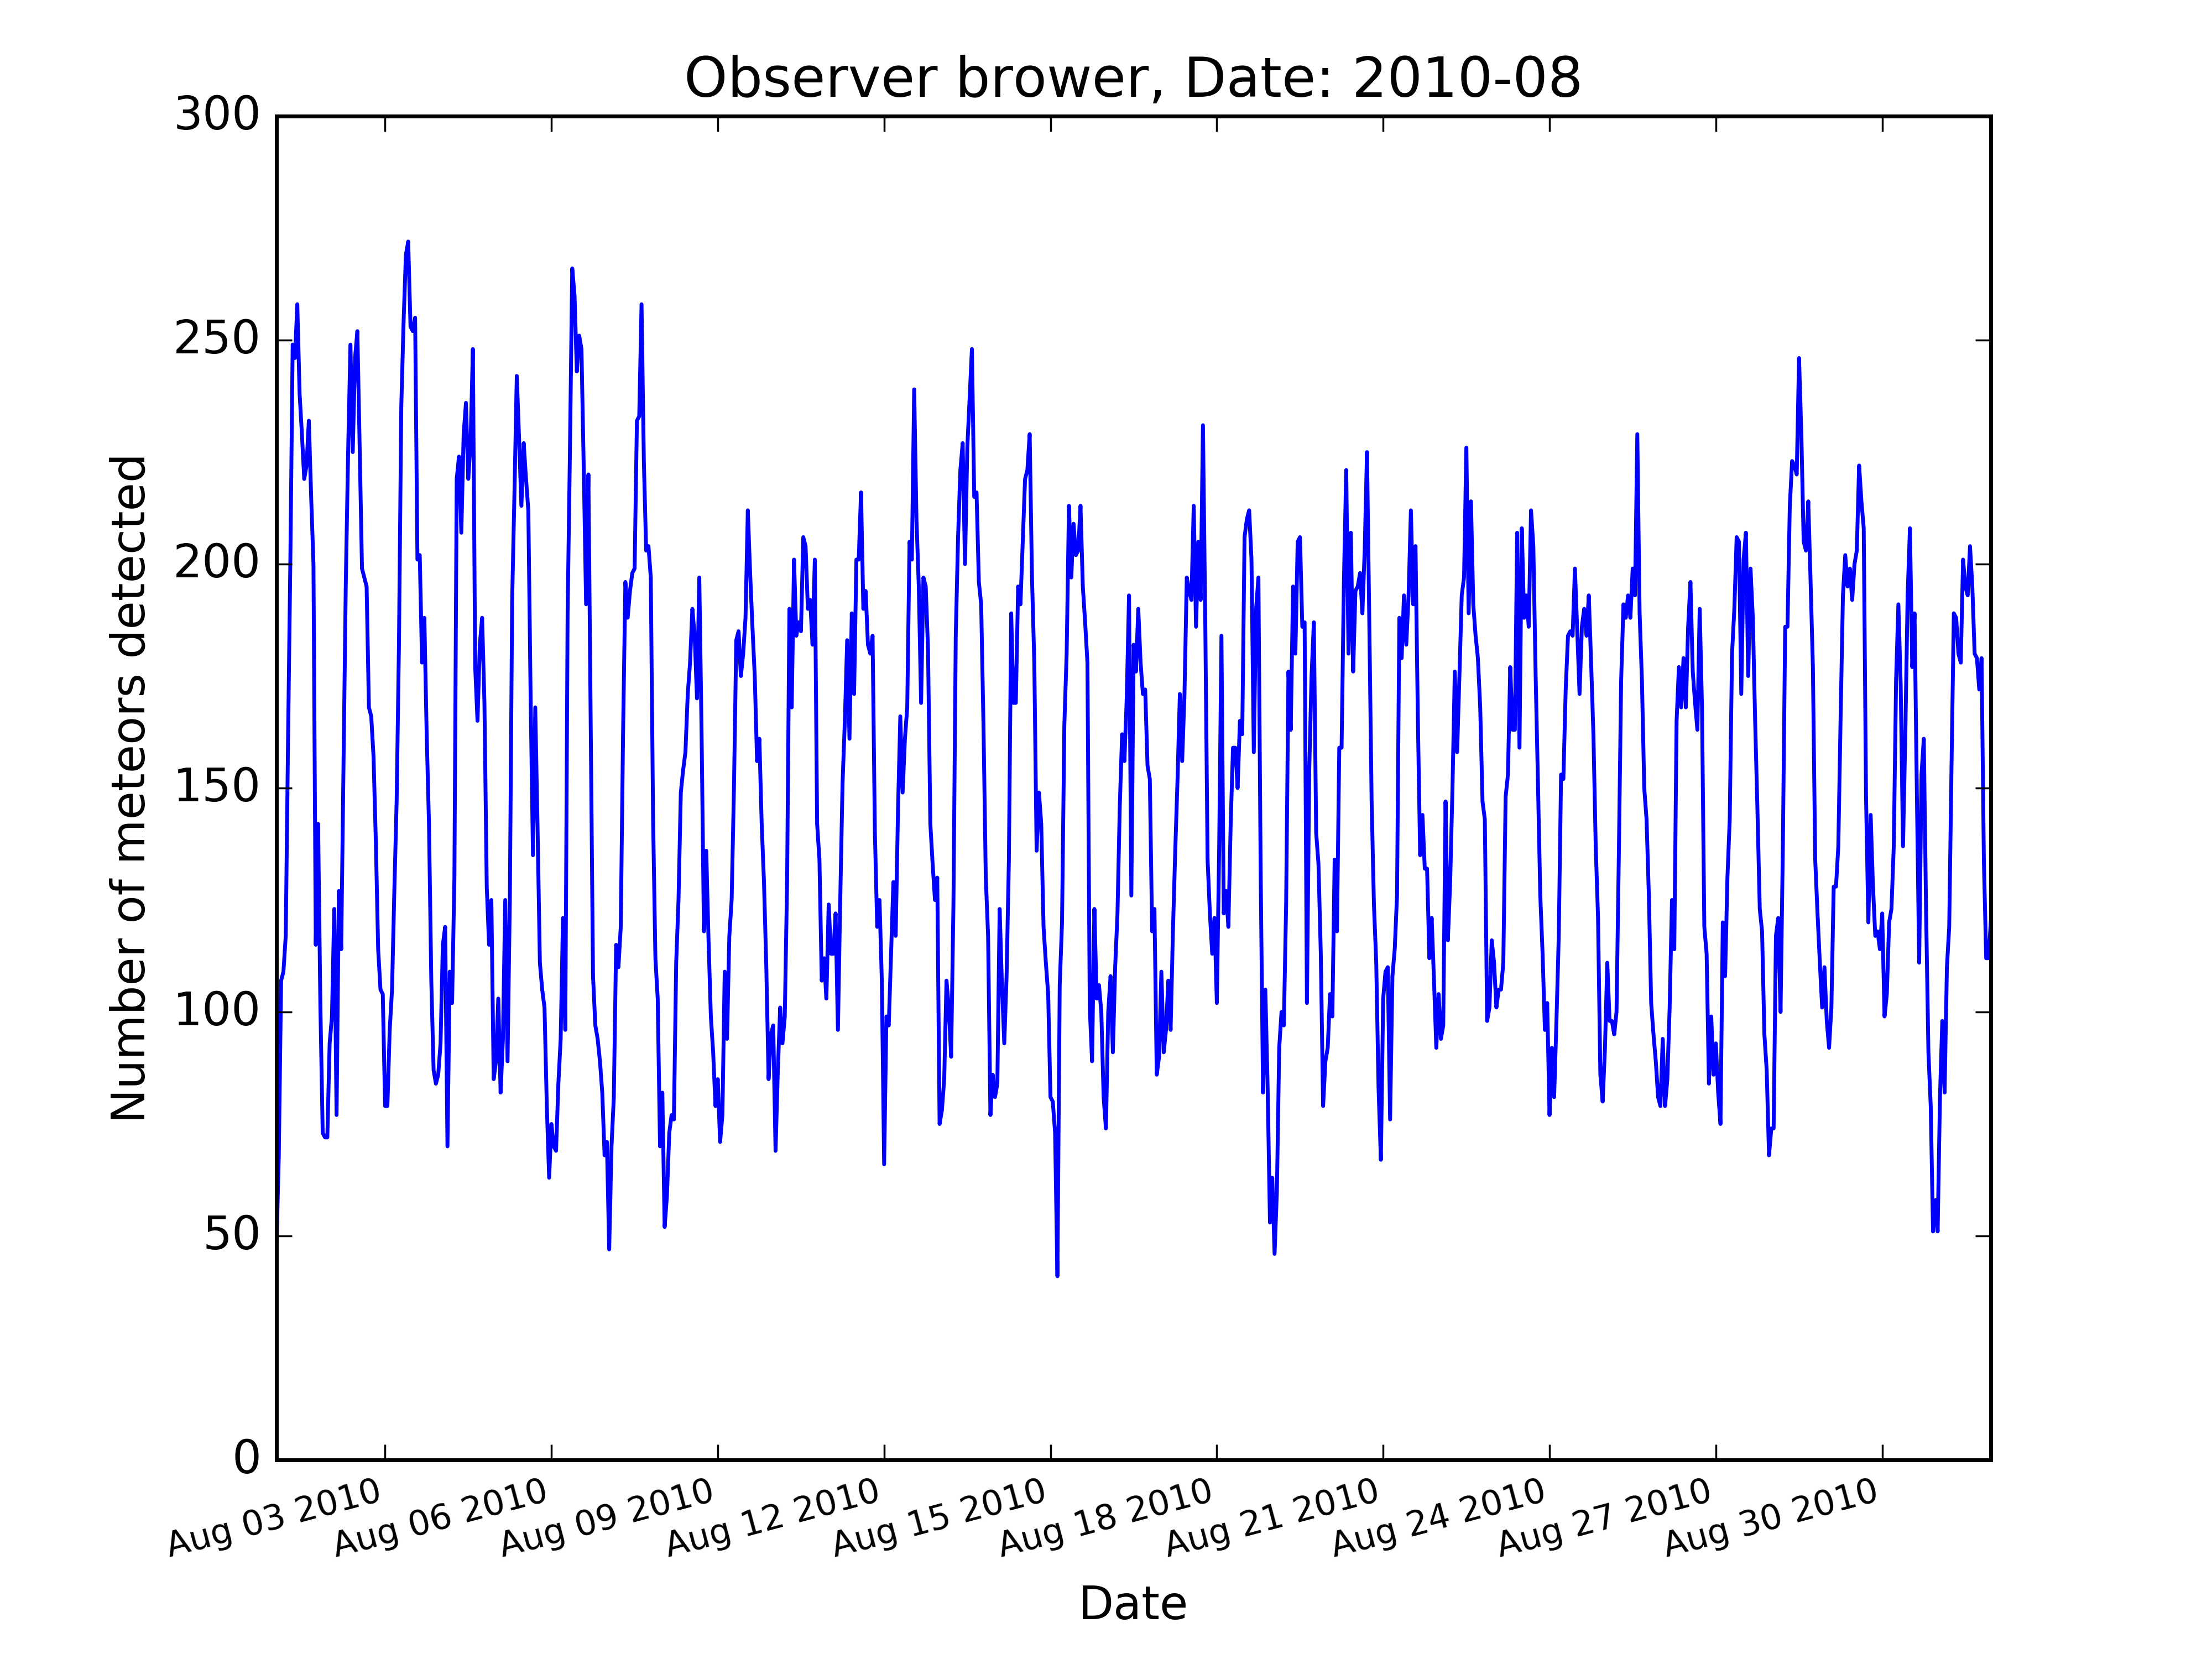 Observer brower, Date: 2010-08
Number of meteors detected
300
250
200
150
100
50
0
Aug 03 2010
Aug 06 2010
Aug 09 2010
Aug 12 2010
Aug 15 2010
Aug 18 2010
Aug 21 2010
Aug 24 2010
Aug 27 2010
Aug 30 2010
Date